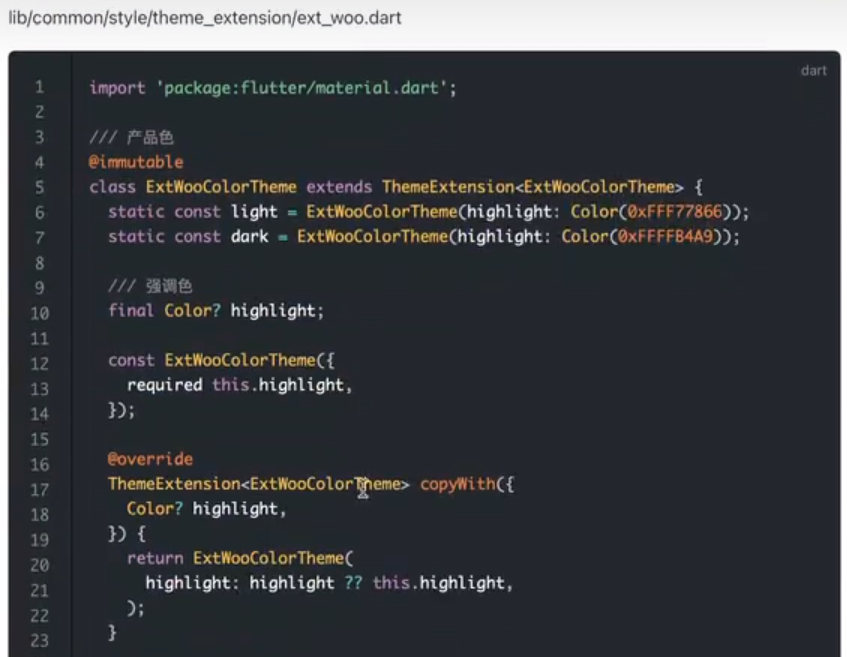 lib/common/style/theme_extension/ext_woo.dart
dart
1 import 'package:flutter/material.dart';
2
3 /// 产品色
4 @immutable
5 class ExtWooColorTheme extends ThemeExtension<ExtWooColorTheme> {
6   static const light = ExtWooColorTheme(highlight: Color(0xFFF77866));
7   static const dark = ExtWooColorTheme(highlight: Color(0xFFFFB4A9));
8
9   /// 强调色
10   final Color? highlight;
11
12   const ExtWooColorTheme({
13     required this.highlight,
14   });
15
16   @override
17   ThemeExtension<ExtWooColorTheme> copyWith({
18     Color? highlight,
19   }) {
20     return ExtWooColorTheme(
21       highlight: highlight ?? this.highlight,
22     );
23   }